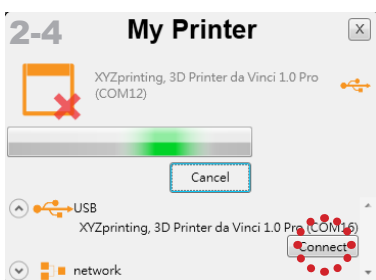 2-4 My Printer X
XYZprinting, 3D Printer da Vinci 1.0 Pro
(COM12)
Cancel
USB
XYZprinting, 3D Printer da Vinci 1.0 Pro (COM16)
Connect
network